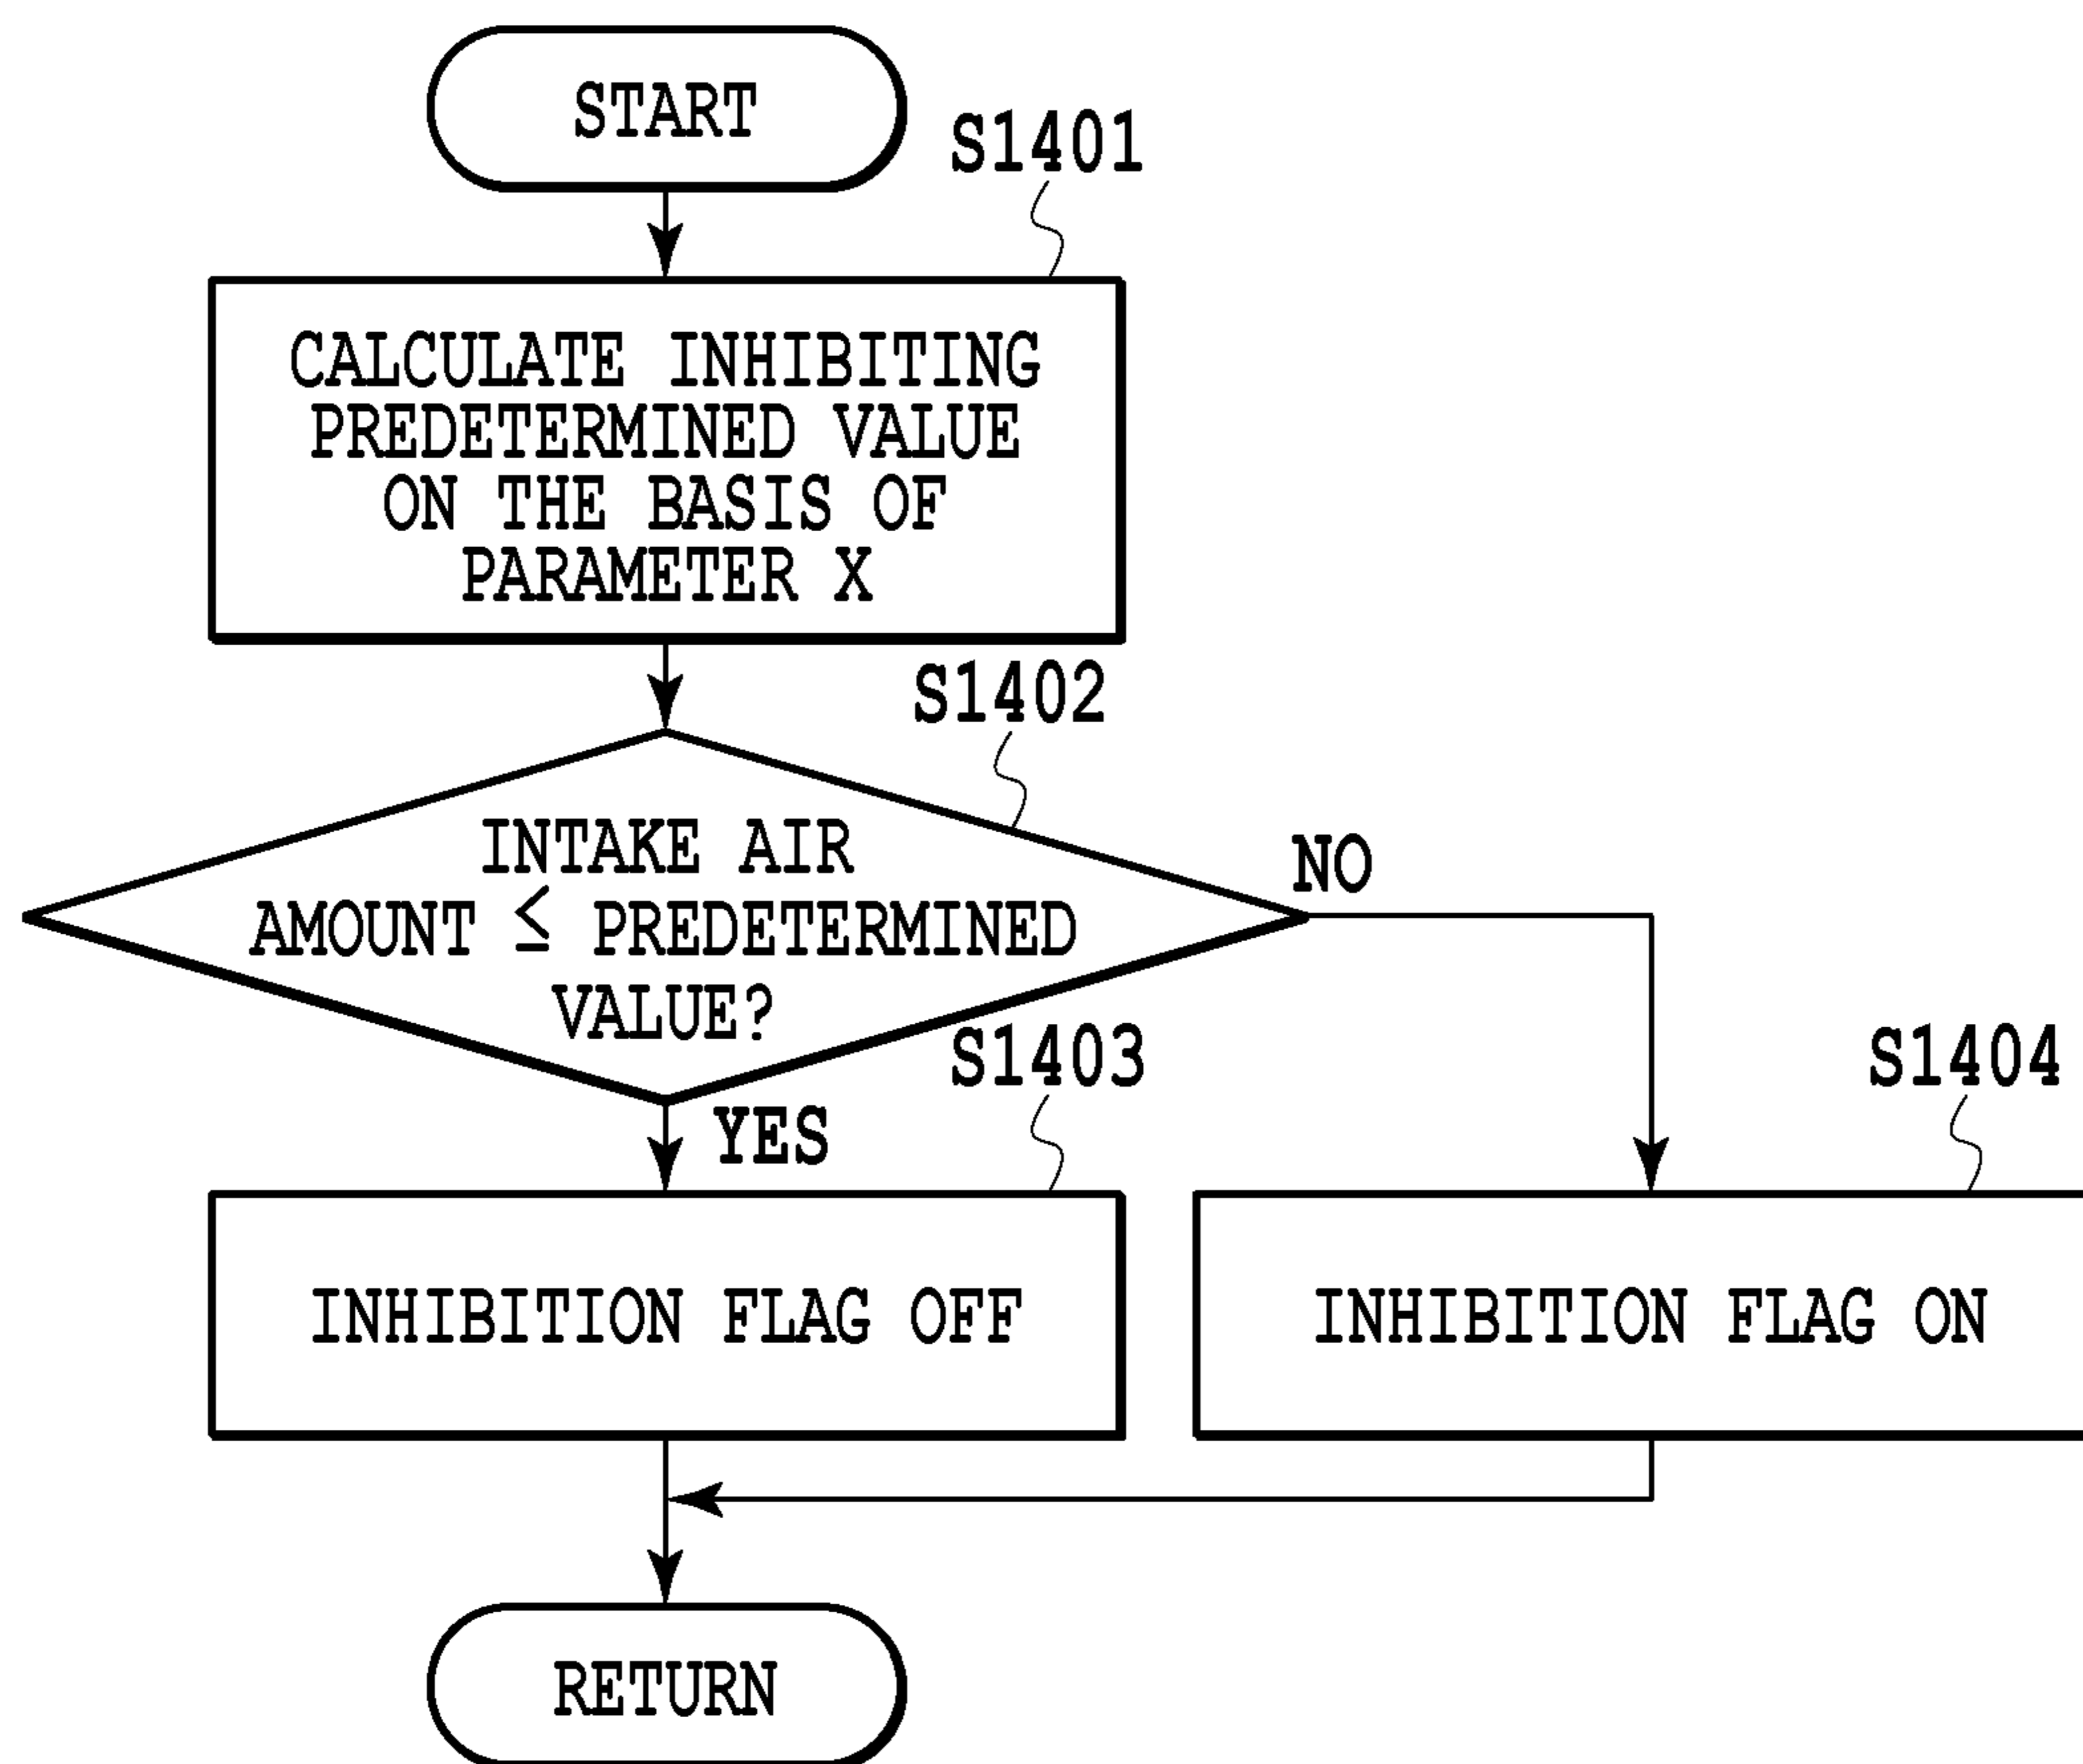 START
S1401
CALCULATE INHIBITING
PREDETERMINED VALUE
ON THE BASIS OF
PARAMETER X
S1402
INTAKE AIR
AMOUNT ≤ PREDETERMINED
VALUE?
NO
YES
S1403
INHIBITION FLAG OFF
S1404
INHIBITION FLAG ON
RETURN